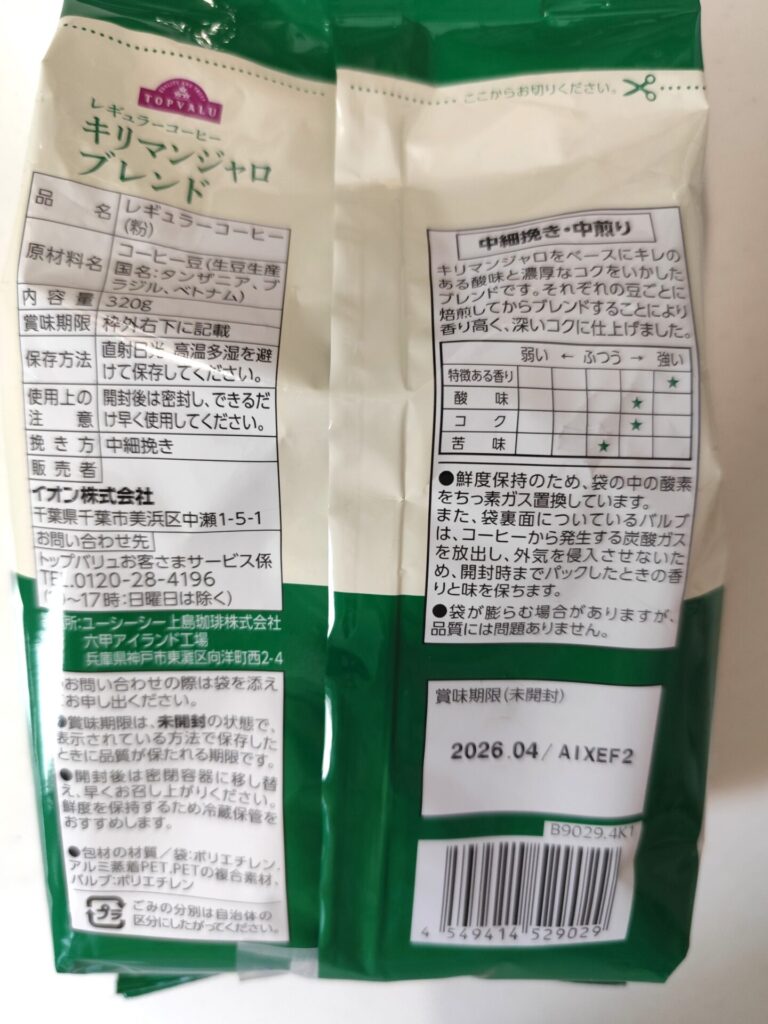 QUALITY AND VALUE
TOPVALU
レギュラーコーヒー
キリマンジャロ
ブレンド
品 名 レギュラーコーヒー
(粉)
原材料名 コーヒー豆(生豆生産
国名:タンザニア、ブ
ラジル、ベトナム)
内容量 320g
賞味期限 枠外右下に記載
保存方法 直射日光、高温多湿を避
けて保存してください。
使用上の注意 開封後は密封し、できるだ
け早く使用してください。
挽き方 中細挽き
販売者
イオン株式会社
千葉県千葉市美浜区中瀬1-5-1
お問い合わせ先
トップバリュお客さまサービス係
TEL.0120-28-4196
~17時:日曜日は除く)
所:ユーシーシー上島珈琲株式会社
六甲アイランド工場
兵庫県神戸市東灘区向洋町西2-4
お問い合わせの際は袋を添え
お申し出ください。
●賞味期限は、未開封の状態で、
表示されている方法で保存した
ときに品質が保たれる期限です。
●開封後は密閉容器に移し替
え、早くお召し上がりください。
鮮度を保持するため冷蔵保管を
おすすめします。
●包材の材質/袋:ポリエチレン、
アルミ蒸着PET、PETの複合素材、
バルブ:ポリエチレン
プラ
ごみの分別は自治体の
区分にしたがってください。
ここからお切りください。
中細挽き・中煎り
キリマンジャロをベースにキレの
ある酸味と濃厚なコクをいかした
ブレンドです。それぞれの豆ごとに
焙煎してからブレンドすることにより
香り高く、深いコクに仕上げました。
弱い ← ふつう → 強い
特徴ある香り ★
酸味 ★
コク ★
苦味 ★
●鮮度保持のため、袋の中の酸素
をちっ素ガス置換しています。
また、袋裏面についているバルブ
は、コーヒーから発生する炭酸ガス
を放出し、外気を侵入させないた
め、開封時までパックしたときの香
りと味を保ちます。
●袋が膨らむ場合がありますが、
品質には問題ありません。
賞味期限(未開封)
2026.04/AIXEF2
B9029.4K1
4 549414 529029